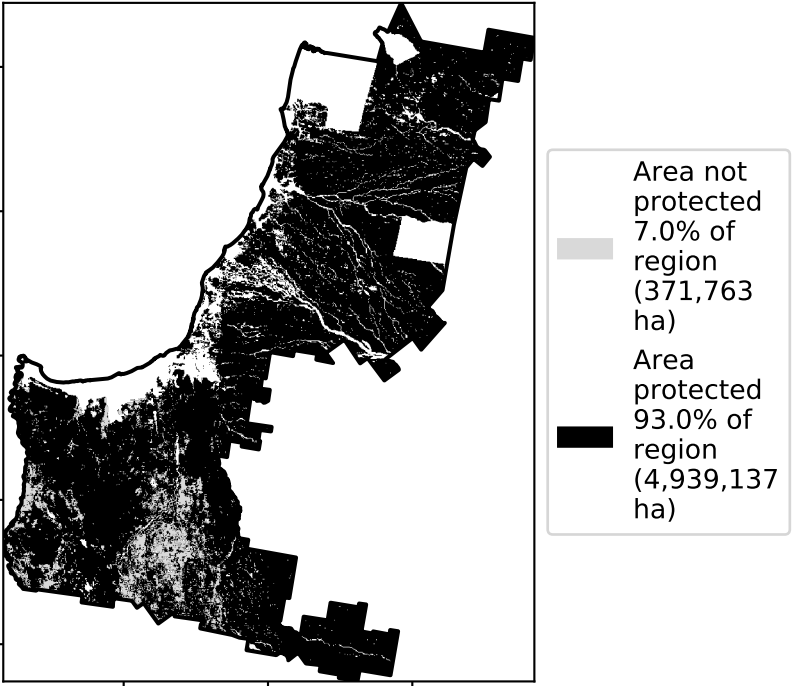 Area not
protected
7.0% of
region
(371,763
ha)
Area
protected
93.0% of
region
(4,939,137
ha)